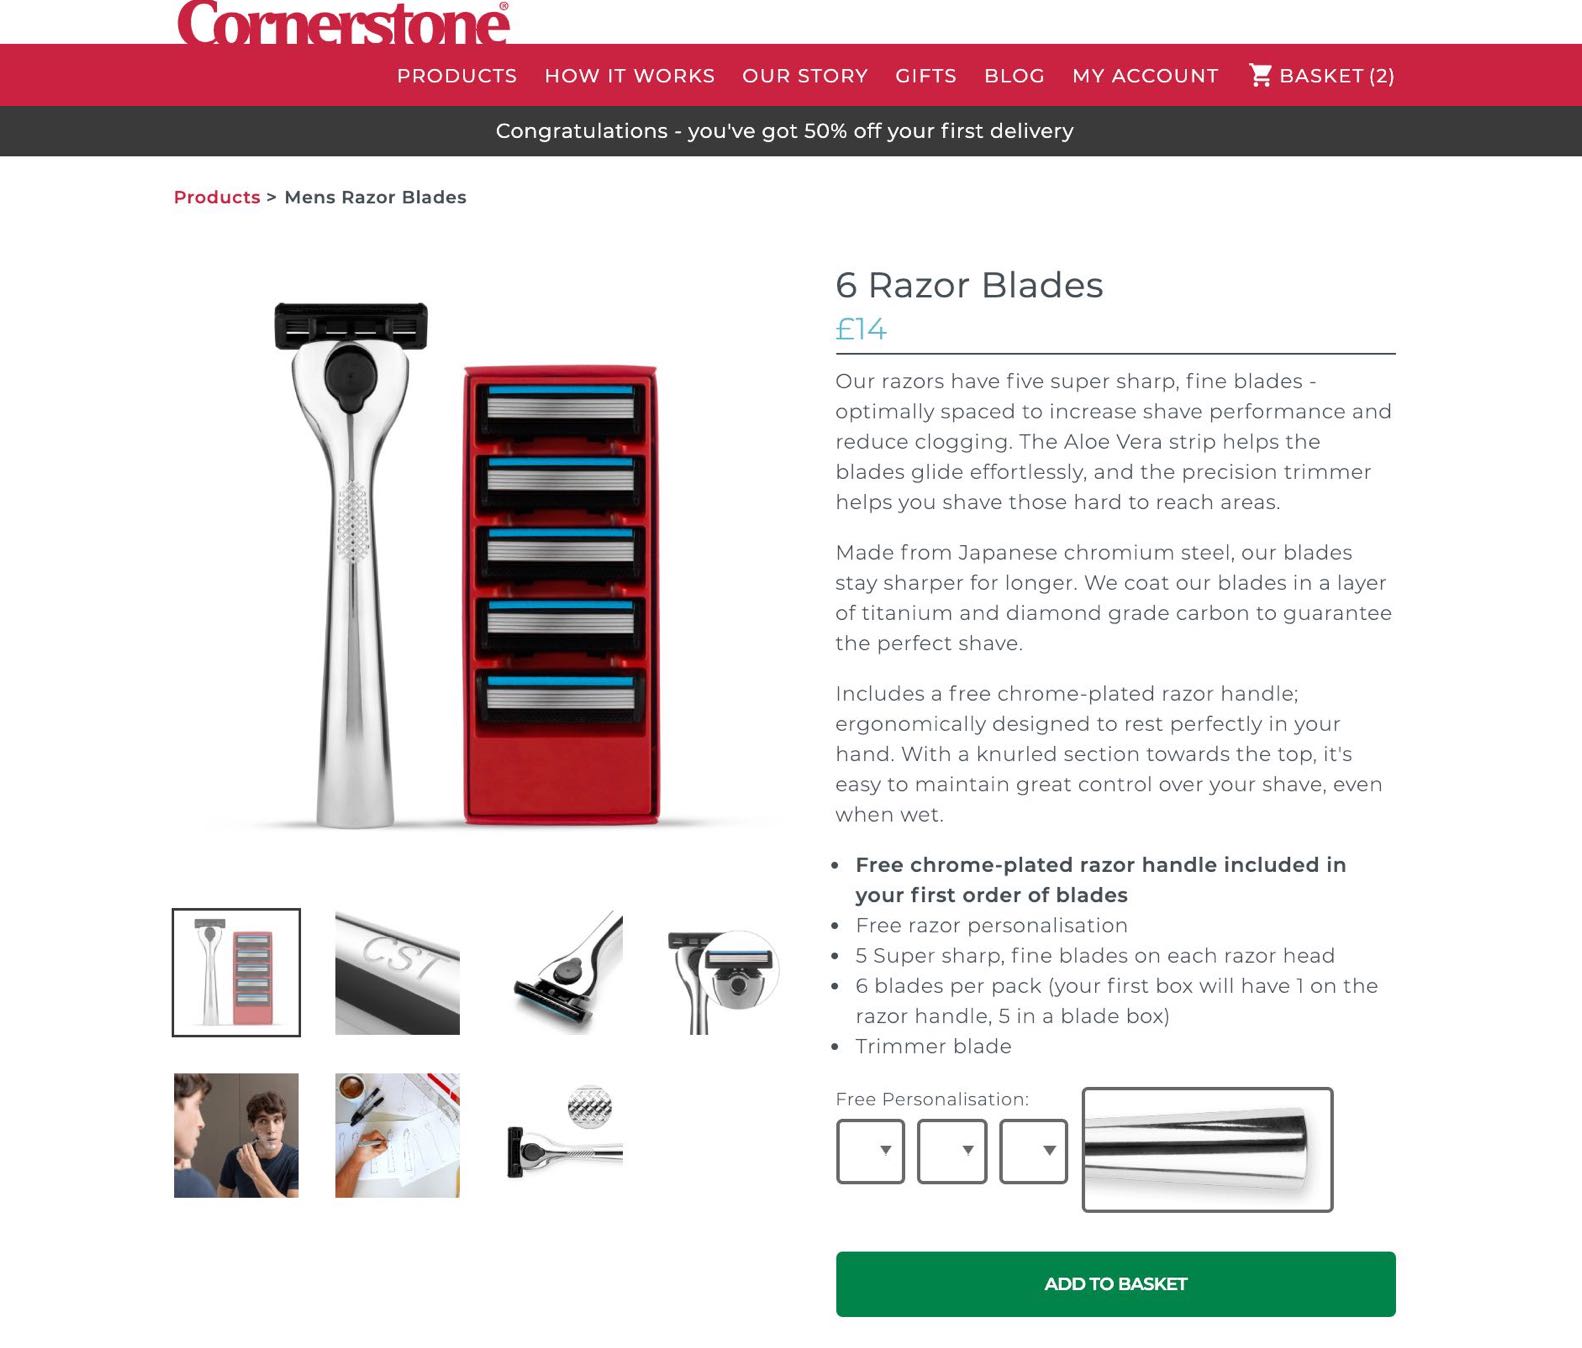 Cornerstone®
PRODUCTS HOW IT WORKS OUR STORY GIFTS BLOG MY ACCOUNT BASKET (2)
Congratulations - you've got 50% off your first delivery
Products > Mens Razor Blades
6 Razor Blades
£14
Our razors have five super sharp, fine blades -
optimally spaced to increase shave performance and
reduce clogging. The Aloe Vera strip helps the
blades glide effortlessly, and the precision trimmer
helps you shave those hard to reach areas.
Made from Japanese chromium steel, our blades
stay sharper for longer. We coat our blades in a layer
of titanium and diamond grade carbon to guarantee
the perfect shave.
Includes a free chrome-plated razor handle;
ergonomically designed to rest perfectly in your
hand. With a knurled section towards the top, it's
easy to maintain great control over your shave, even
when wet.
• Free chrome-plated razor handle included in
your first order of blades
• Free razor personalisation
• 5 Super sharp, fine blades on each razor head
• 6 blades per pack (your first box will have 1 on the
razor handle, 5 in a blade box)
• Trimmer blade
CST
Free Personalisation:
ADD TO BASKET